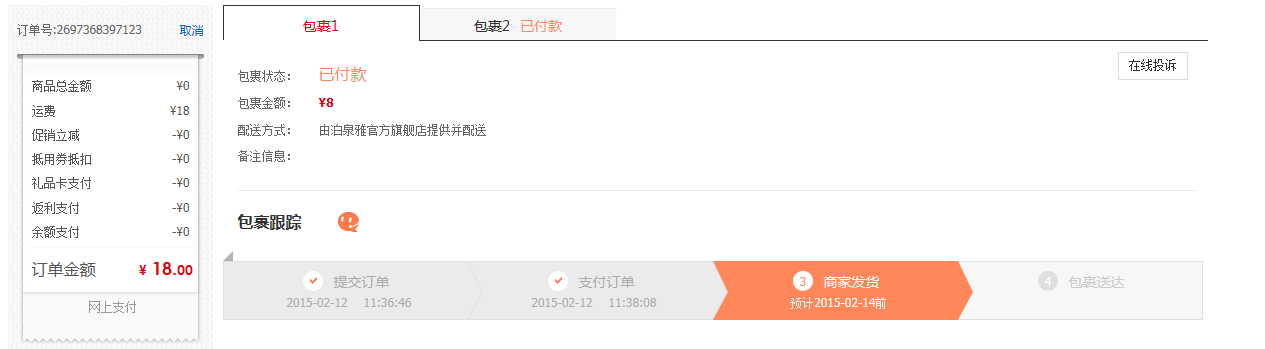 订单号:2697368397123 取消
商品总金额 ¥0
运费 ¥18
促销立减 -¥0
抵用券抵扣 -¥0
礼品卡支付 -¥0
返利支付 -¥0
余额支付 -¥0
订单金额 ¥ 18.00
网上支付
包裹1 包裹2 已付款
在线投诉
包裹状态： 已付款
包裹金额： ¥8
配送方式： 由泊泉雅官方旗舰店提供并配送
备注信息：
包裹跟踪
提交订单
2015-02-12 11:36:46
支付订单
2015-02-12 11:38:08
3 商家发货
预计2015-02-14前
4 包裹送达